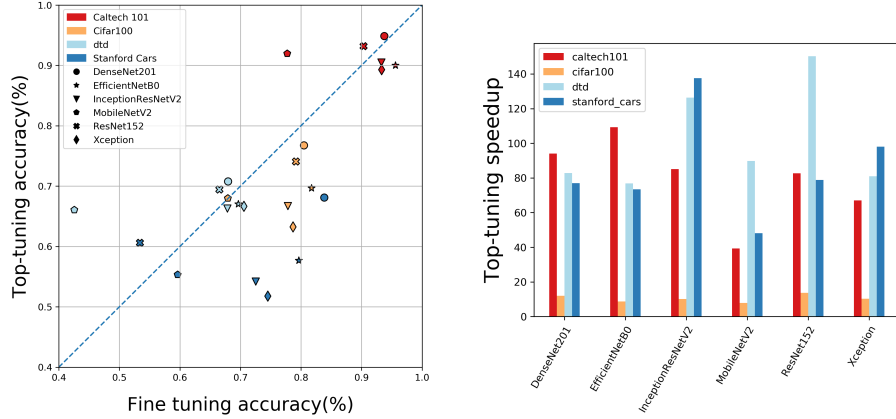 Top-tuning accuracy(%)
1.0
0.9
0.8
0.7
0.6
0.5
0.4
Caltech 101
Cifar100
dtd
Stanford Cars
DenseNet201
EfficientNetB0
InceptionResNetV2
MobileNetV2
ResNet152
Xception
0.4 0.5 0.6 0.7 0.8 0.9 1.0
Fine tuning accuracy(%)
Top-tuning speedup
140
120
100
80
60
40
20
0
caltech101
cifar100
dtd
stanford_cars
DenseNet201
EfficientNetB0
InceptionResNetV2
MobileNetV2
ResNet152
Xception